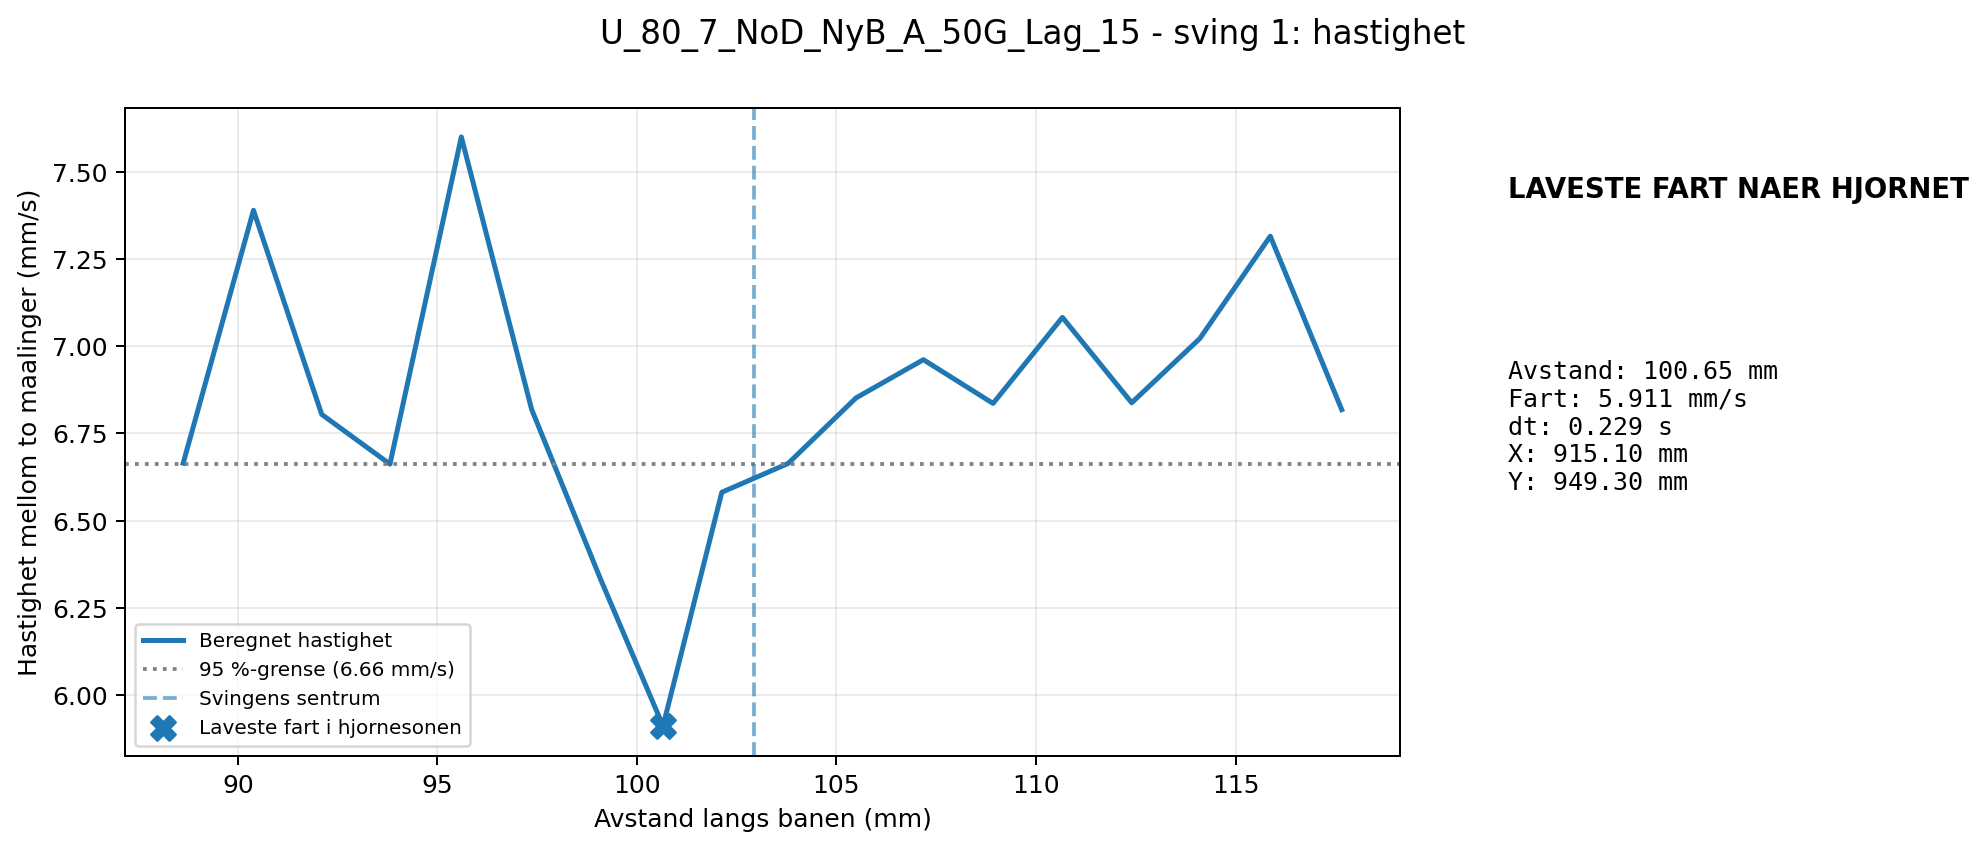 U_80_7_NoD_NyB_A_50G_Lag_15 - sving 1: hastighet
Hastighet mellom to maalinger (mm/s)
7.50
7.25
7.00
6.75
6.50
6.25
6.00
Beregnet hastighet
95 %-grense (6.66 mm/s)
Svingens sentrum
Laveste fart i hjornesonen
90
95
100
105
110
115
Avstand langs banen (mm)
LAVESTE FART NAER HJORNET
Avstand: 100.65 mm
Fart: 5.911 mm/s
dt: 0.229 s
X: 915.10 mm
Y: 949.30 mm